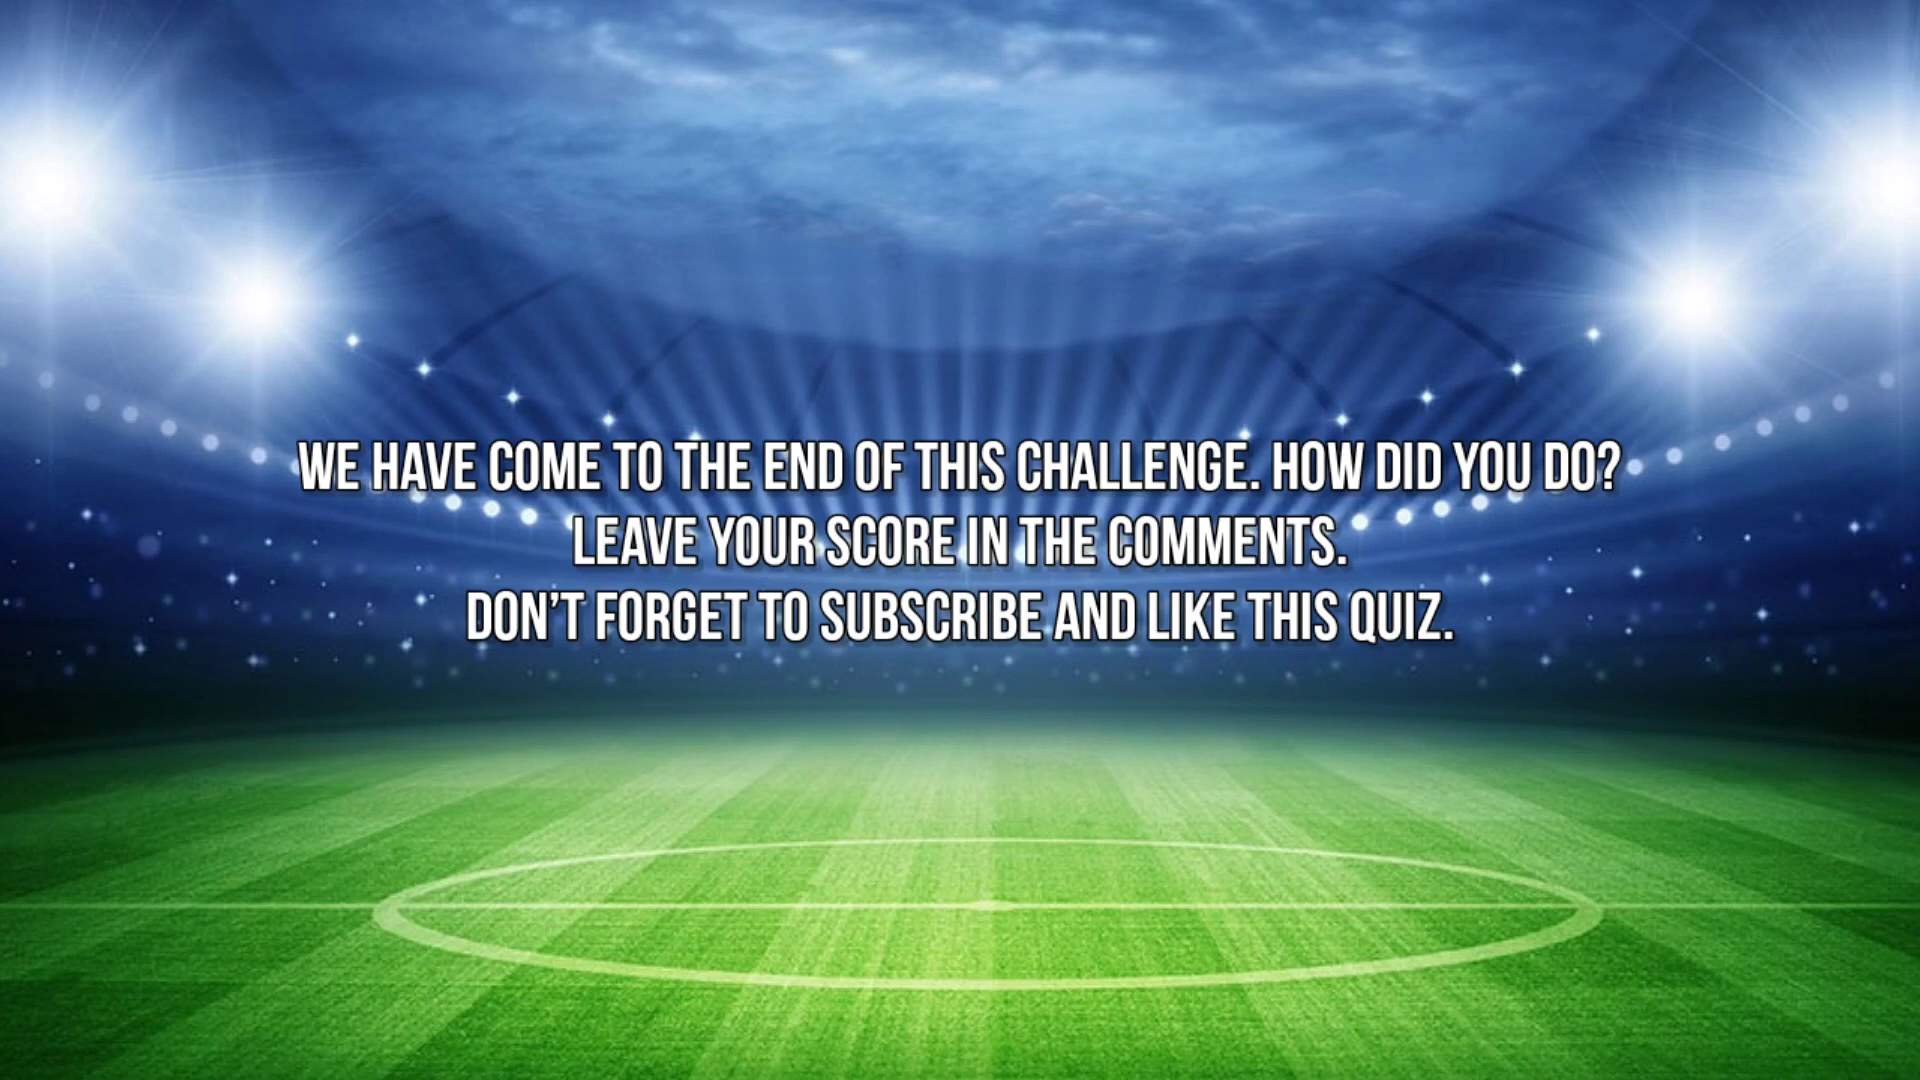 WE HAVE COME TO THE END OF THIS CHALLENGE. HOW DID YOU DO?
LEAVE YOUR SCORE IN THE COMMENTS.
DON’T FORGET TO SUBSCRIBE AND LIKE THIS QUIZ.